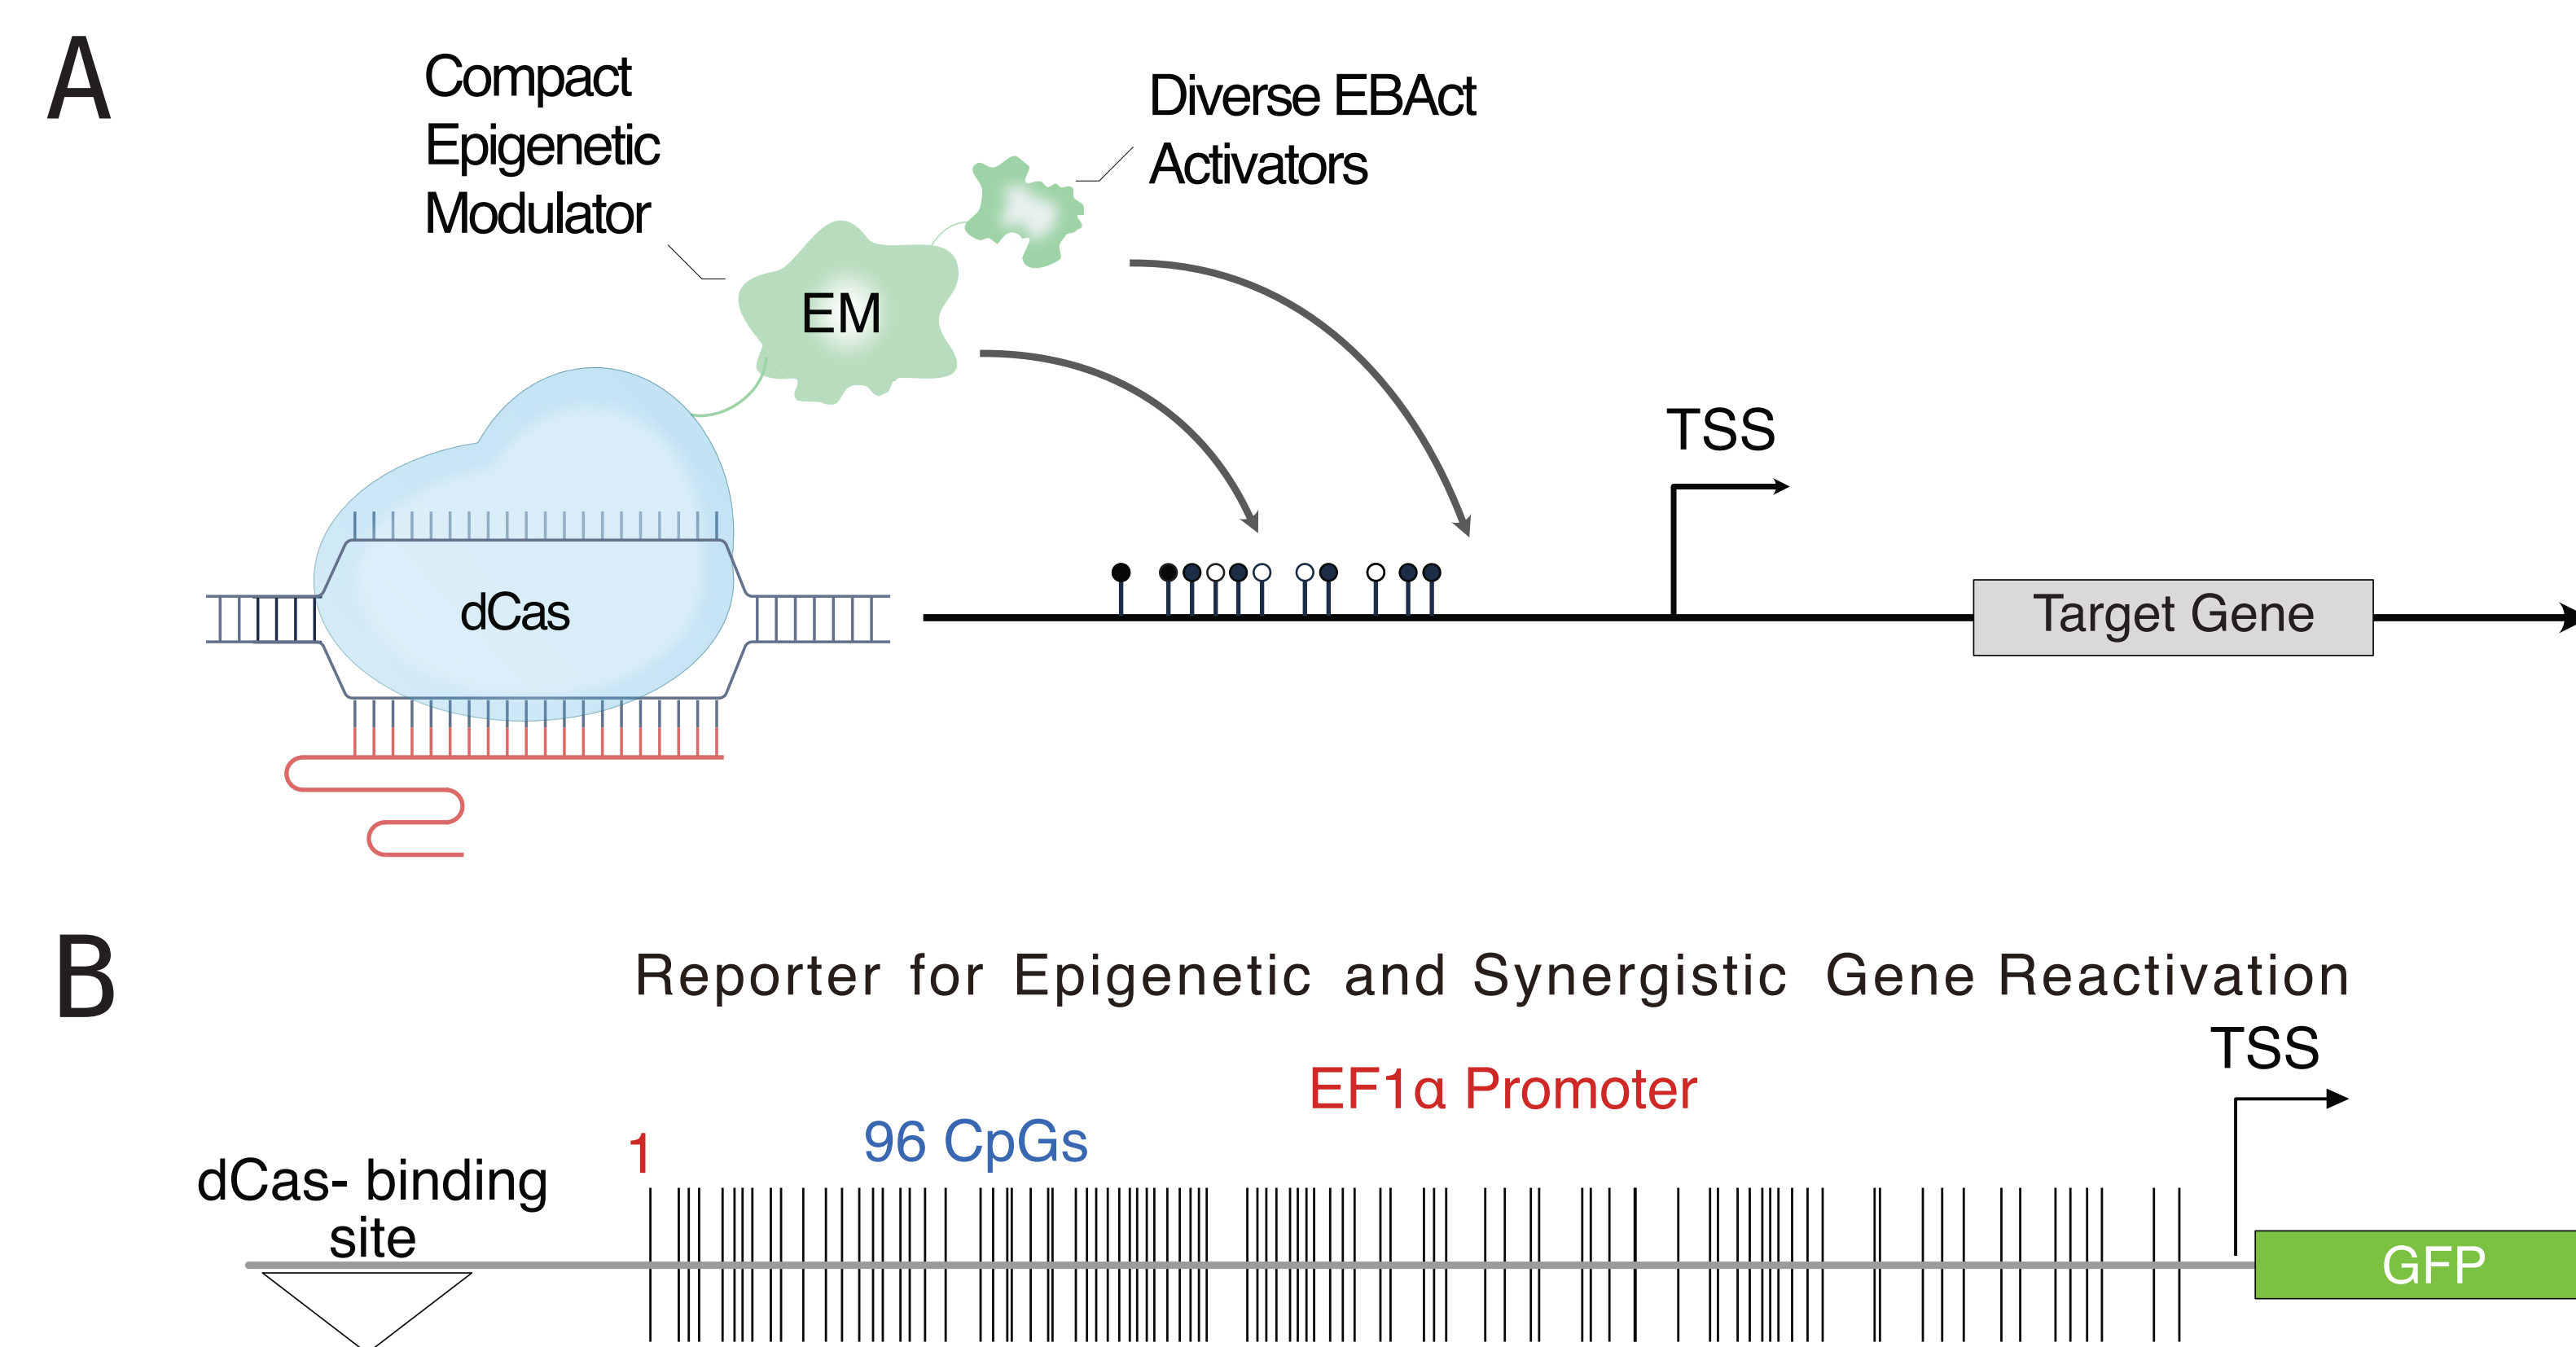 A
Compact
Epigenetic
Modulator
Diverse EBAct
Activators
EM
TSS
dCas
Target Gene
B
Reporter for Epigenetic and Synergistic Gene Reactivation
TSS
EF1α Promoter
96 CpGs
1
dCas- binding
site
GFP